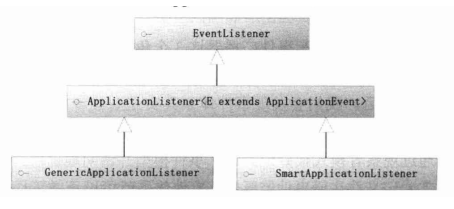 EventListener
ApplicationListener<E extends ApplicationEvent>
GenericApplicationListener
SmartApplicationListener